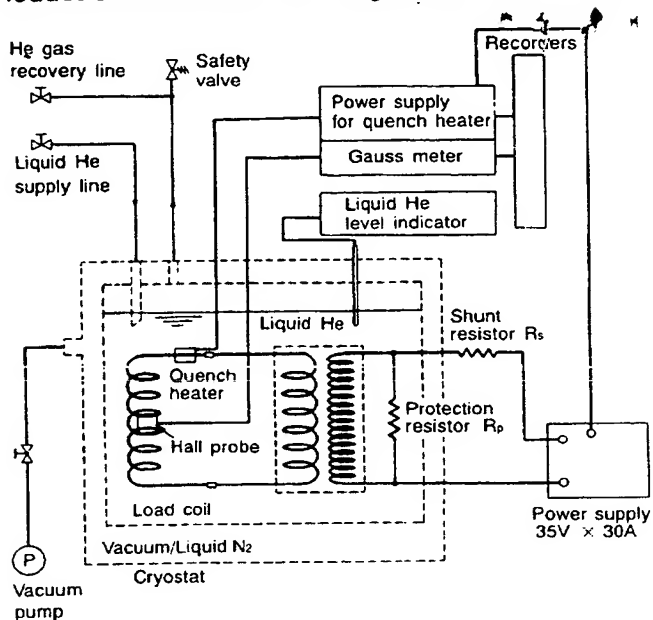 He gas
recovery line
Safety
valve
Recorders
Liquid He
supply line
Power supply
for quench heater
Gauss meter
Liquid He
level indicator
Liquid He
Shunt
resistor Rs
Quench
heater
Protection
resistor Rp
Hall probe
Load coil
Vacuum/Liquid N2
Cryostat
P
Vacuum
pump
Power supply
35V × 30A